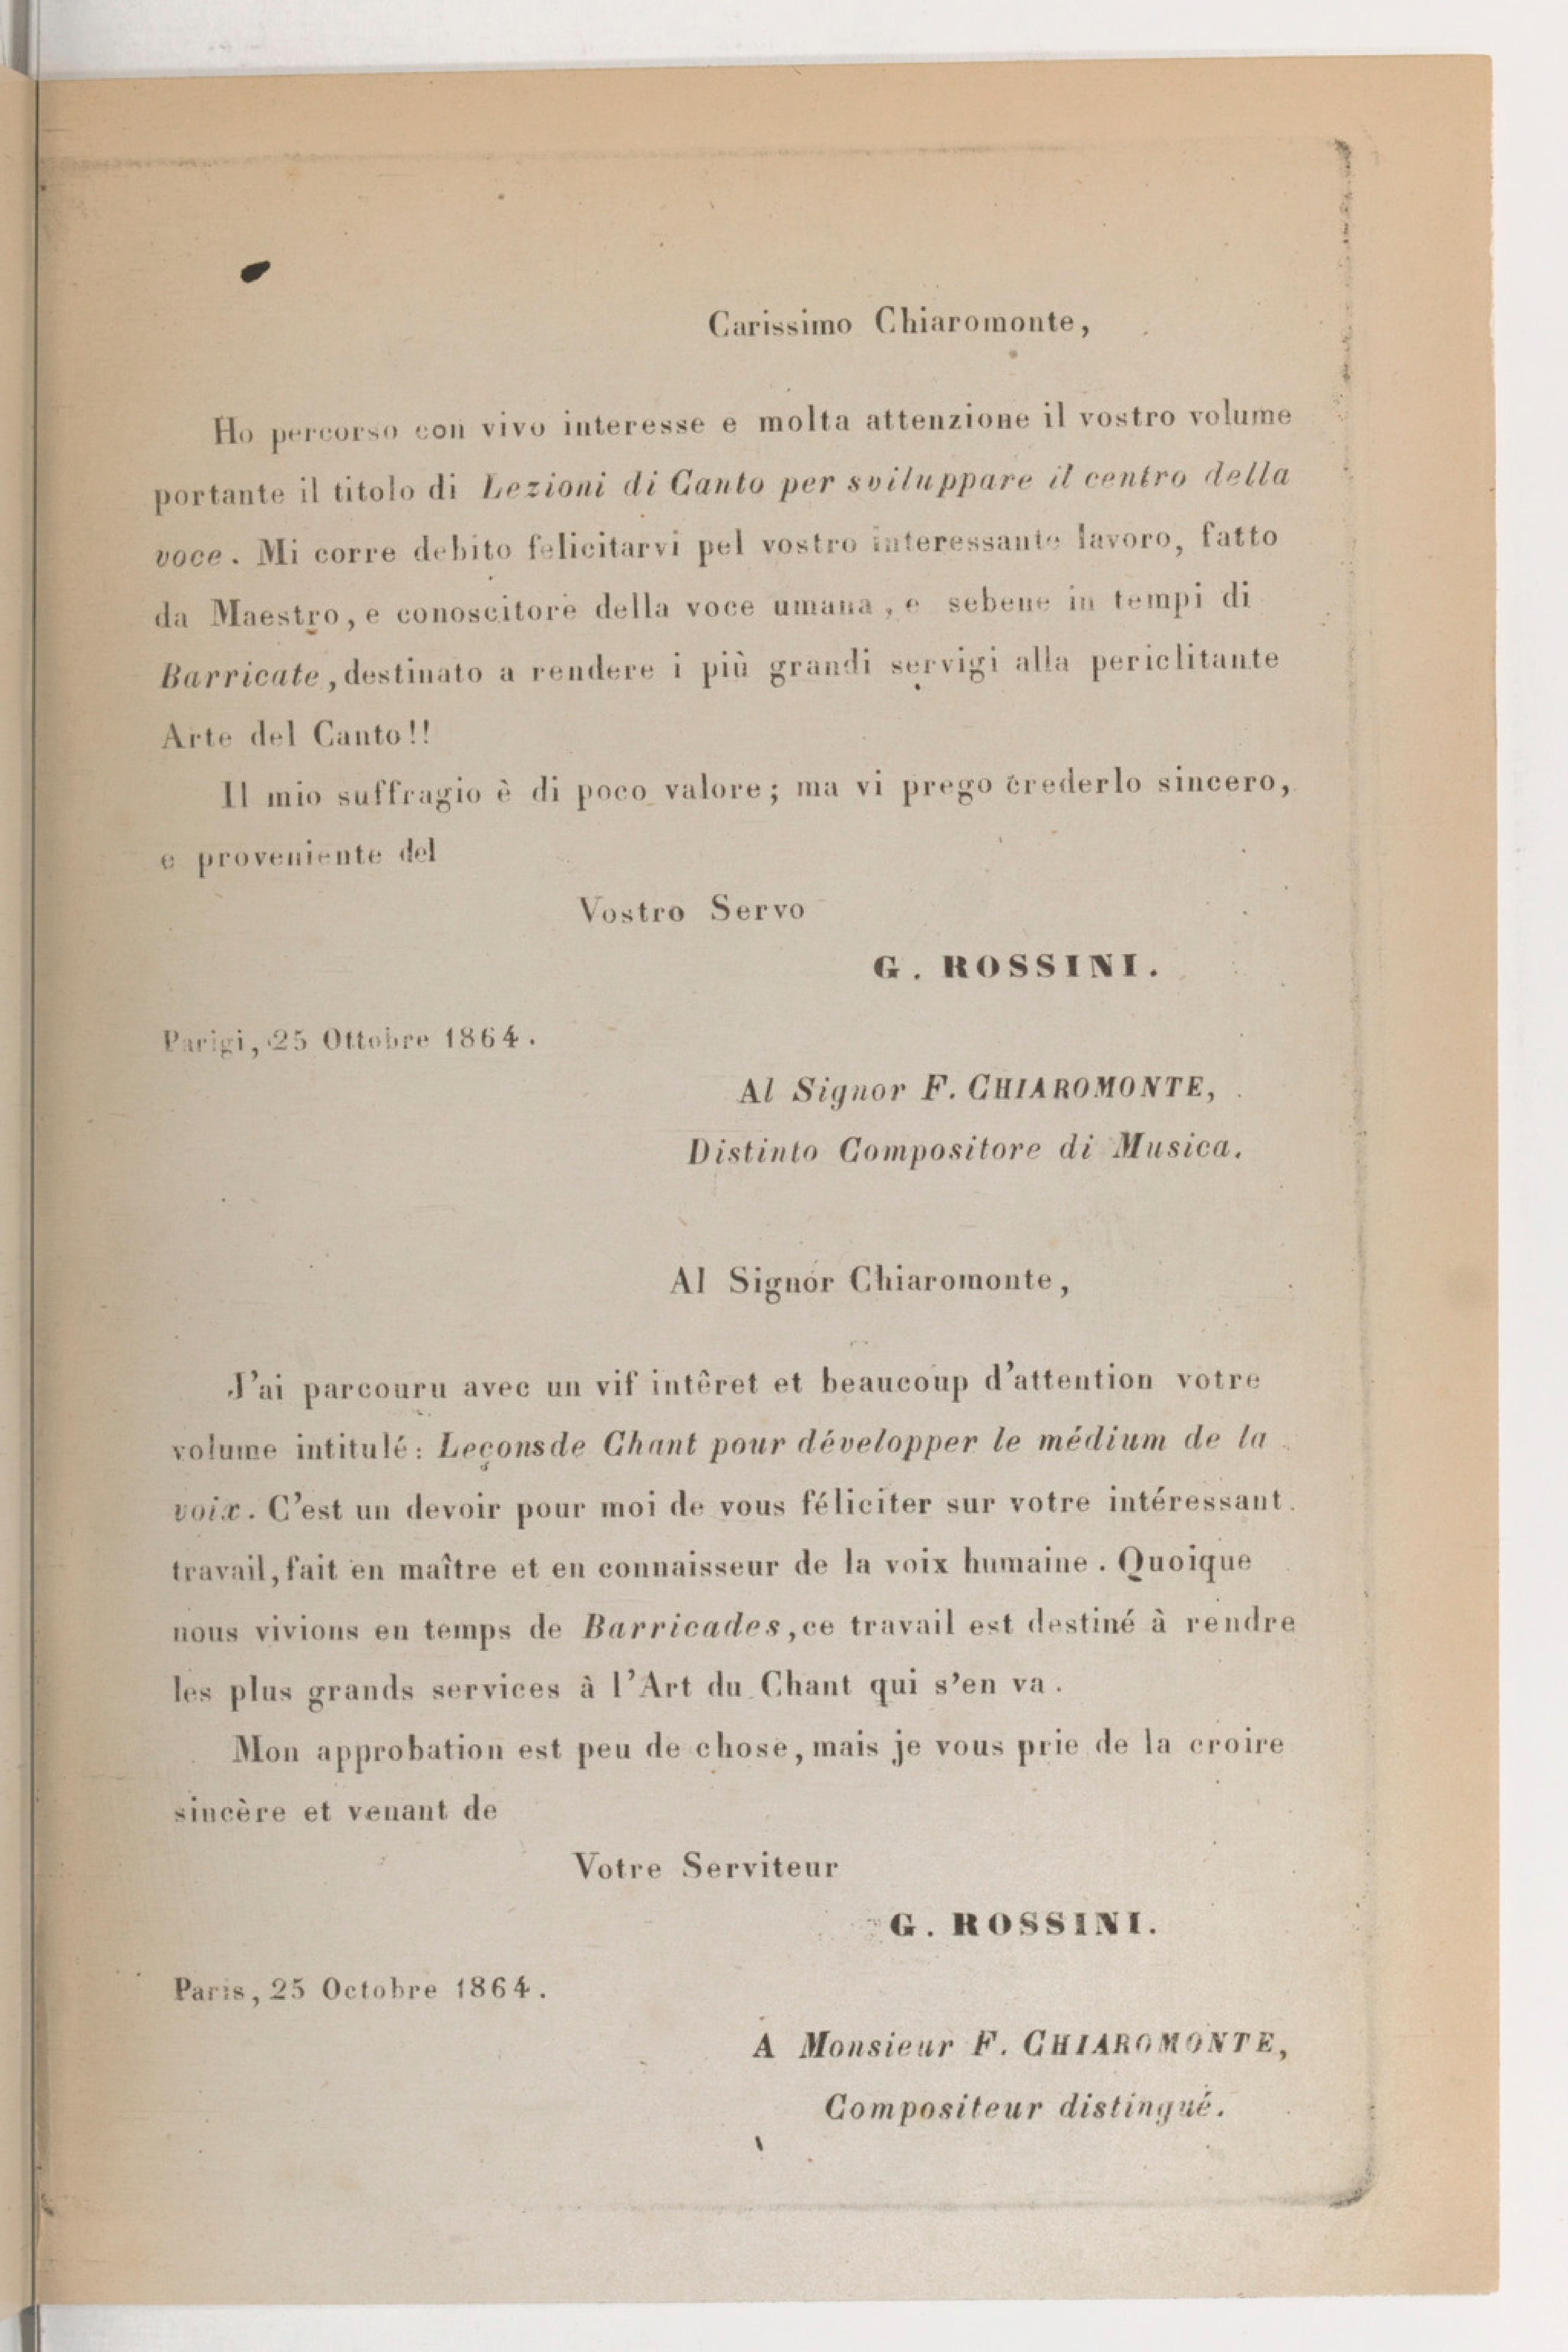 Carissimo Chiaromonte,
Ho percorso con vivo interesse e molta attenzione il vostro volume
portante il titolo di Lezioni di Canto per sviluppare il centro della
voce. Mi corre debito felicitarvi pel vostro interessante lavoro, fatto
da Maestro, e conoscitore della voce umana, e sebene in tempi di
Barricate, destinato a rendere i più grandi servigi alla periclitante
Arte del Canto!!
Il mio suffragio è di poco valore; ma vi prego crederlo sincero,
e proveniente del
Vostro Servo
G. ROSSINI.
Parigi, 25 Ottobre 1864.
Al Signor F. CHIAROMONTE,
Distinto Compositore di Musica.
Al Signor Chiaromonte,
J'ai parcouru avec un vif intêret et beaucoup d'attention votre
volume intitulé: Leçons de Chant pour développer le médium de la
voix. C'est un devoir pour moi de vous féliciter sur votre intéressant
travail, fait en maître et en connaisseur de la voix humaine. Quoique
nous vivions en temps de Barricades, ce travail est destiné à rendre
les plus grands services à l'Art du Chant qui s'en va.
Mon approbation est peu de chose, mais je vous prie de la croire
sincère et venant de
Votre Serviteur
G. ROSSINI.
Paris, 25 Octobre 1864.
A Monsieur F. CHIAROMONTE,
Compositeur distingué.